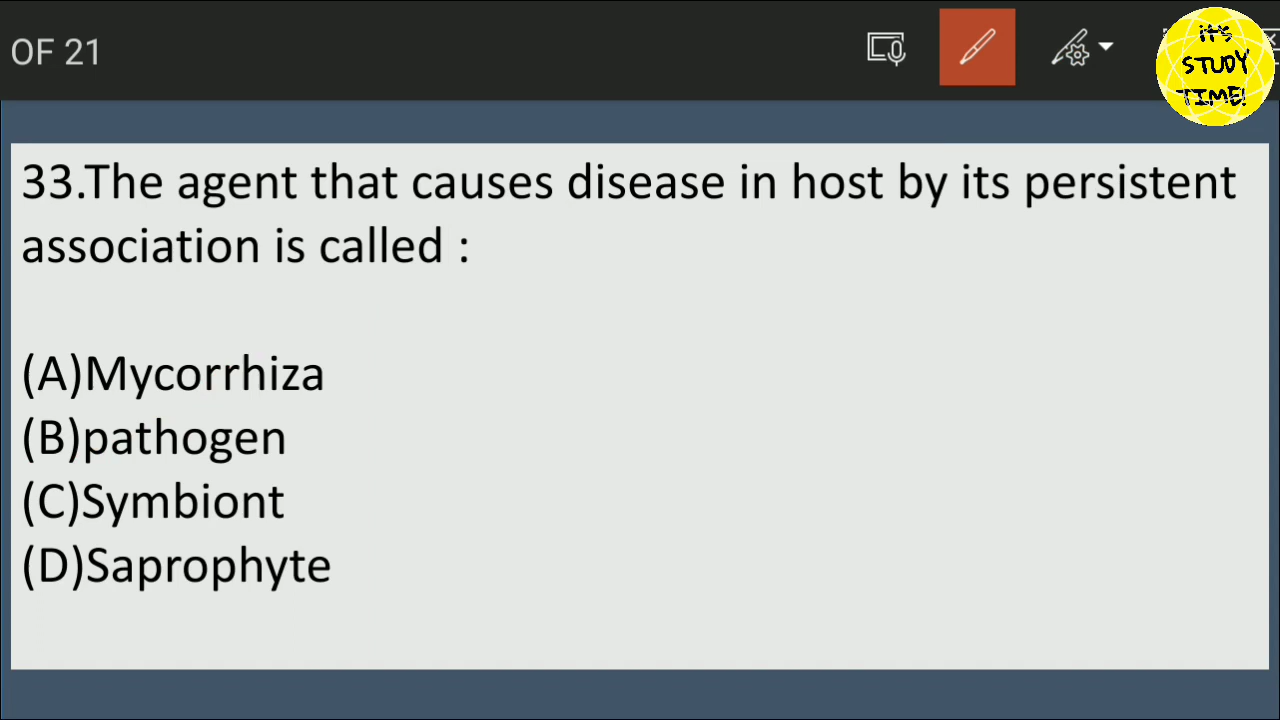 OF 21
its
STUDY
TIME!
33.The agent that causes disease in host by its persistent
association is called :
(A)Mycorrhiza
(B)pathogen
(C)Symbiont
(D)Saprophyte